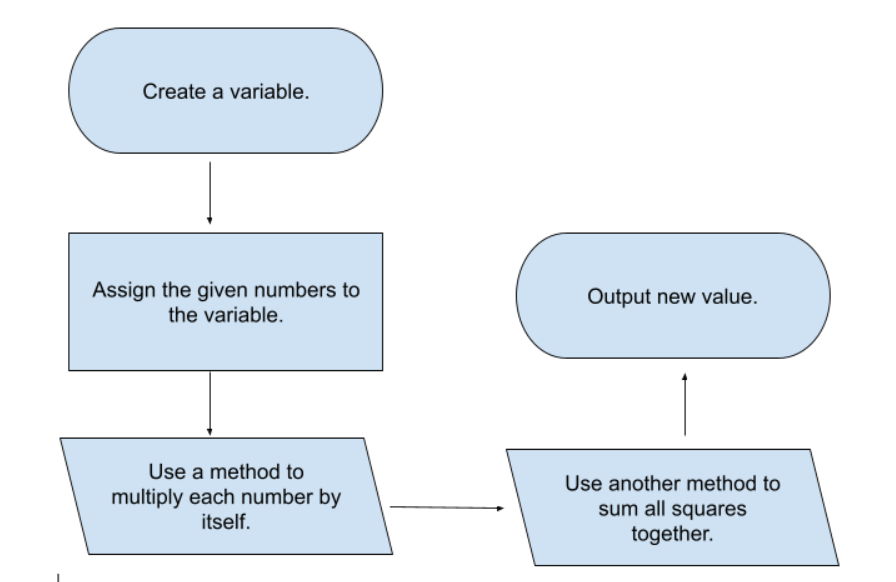 Create a variable.
Assign the given numbers to
the variable.
Use a method to
multiply each number by
itself.
Use another method to
sum all squares
together.
Output new value.